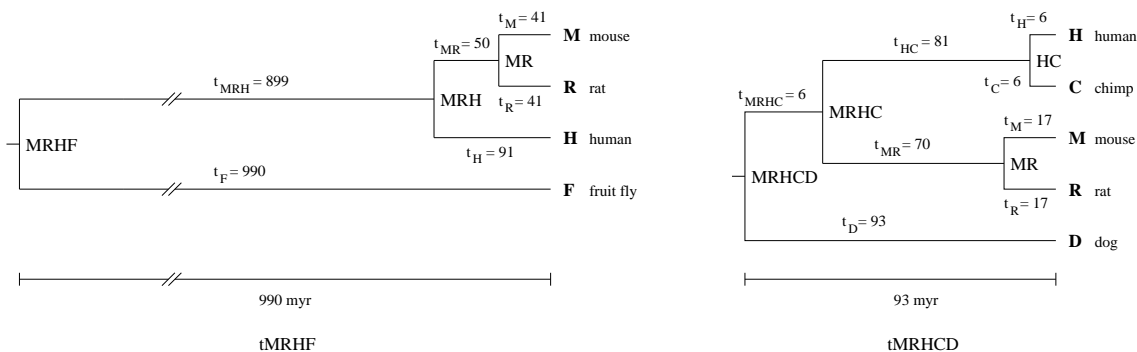 t_M = 41
M mouse
t_MR = 50
MR
R rat
t_R = 41
t_MRH = 899
MRH
H human
t_H = 91
MRHF
t_F = 990
F fruit fly
990 myr
tMRHF
t_H = 6
H human
t_HC = 81
HC
t_C = 6
C chimp
t_MRHC = 6
MRHC
t_M = 17
M mouse
t_MR = 70
MR
R rat
t_R = 17
MRHCD
t_D = 93
D dog
93 myr
tMRHCD